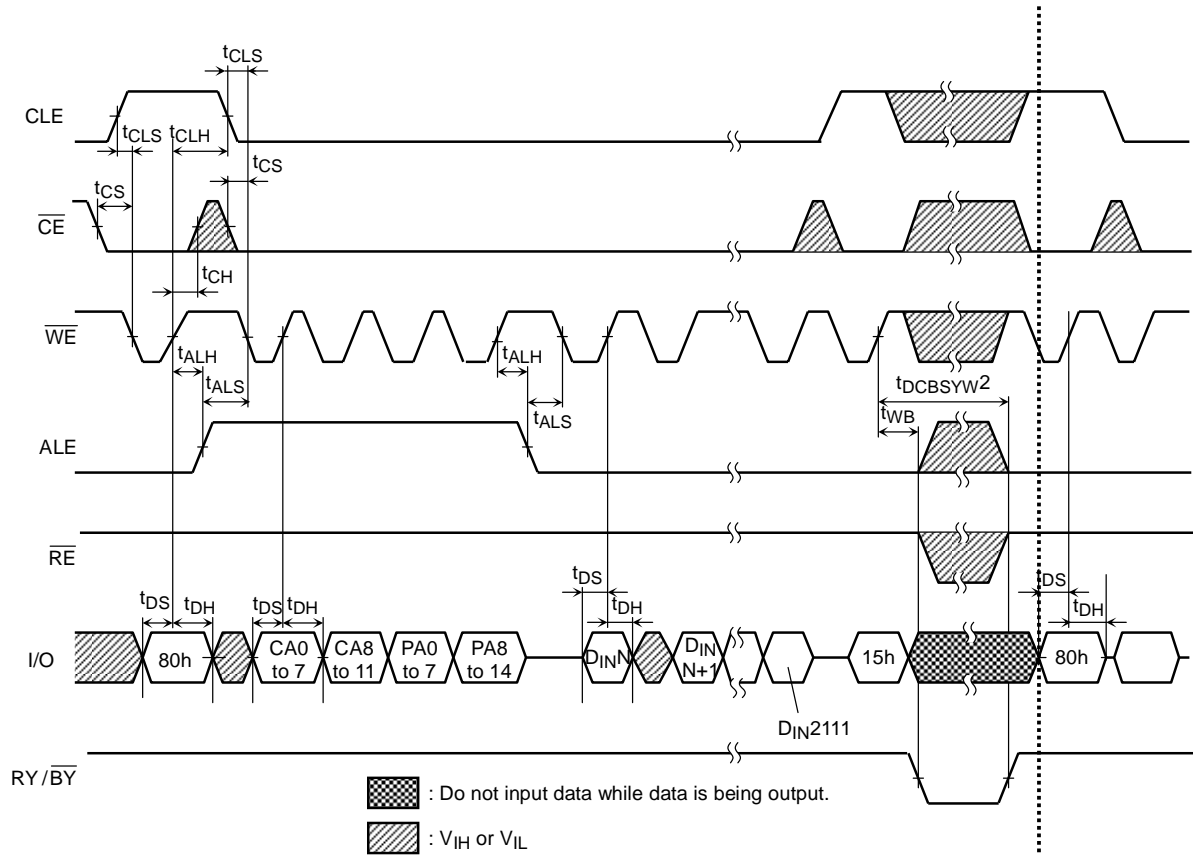 tCLS
CLE
tCLS
tCLH
tCS
tCS
CE
tCH
WE
tALH
tALH
tALS
tALS
tDCBSYW2
tWB
ALE
RE
tDS
tDH
tDS
tDH
tDS
tDH
tDS
tDH
I/O
80h
CA0 to 7
CA8 to 11
PA0 to 7
PA8 to 14
DINN
DIN N+1
15h
80h
DIN2111
RY / BY
: Do not input data while data is being output.
: VIH or VIL